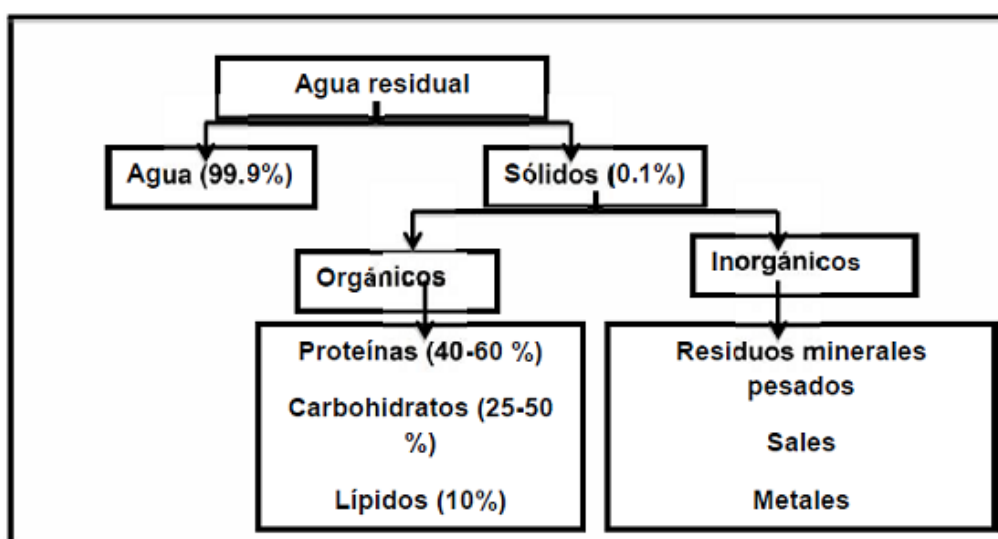 Agua residual
Agua (99.9%)
Sólidos (0.1%)
Orgánicos
Inorgánicos
Proteínas (40-60 %)
Carbohidratos (25-50
%)
Lípidos (10%)
Residuos minerales
pesados
Sales
Metales